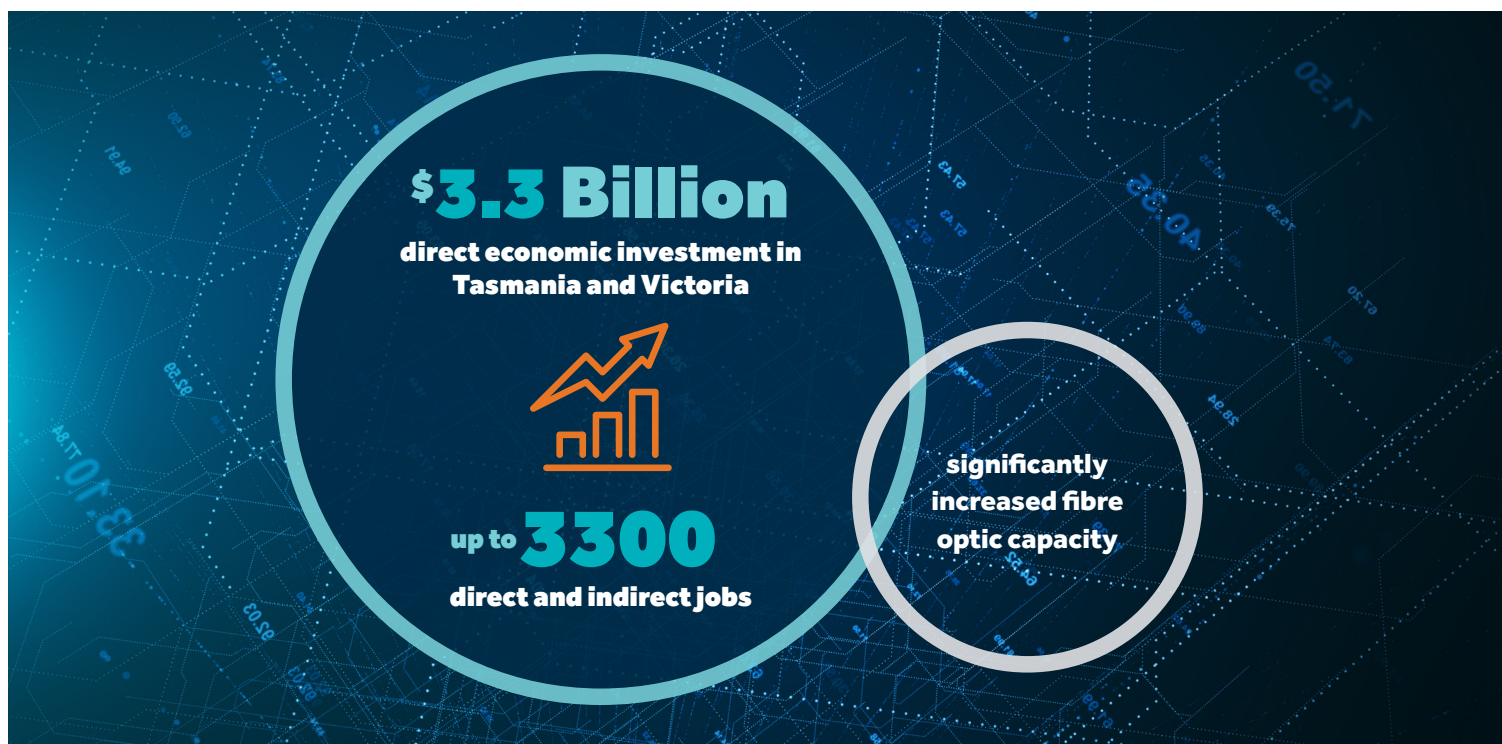 $3.3 Billion
direct economic investment in
Tasmania and Victoria
up to 3300
direct and indirect jobs
significantly
increased fibre
optic capacity